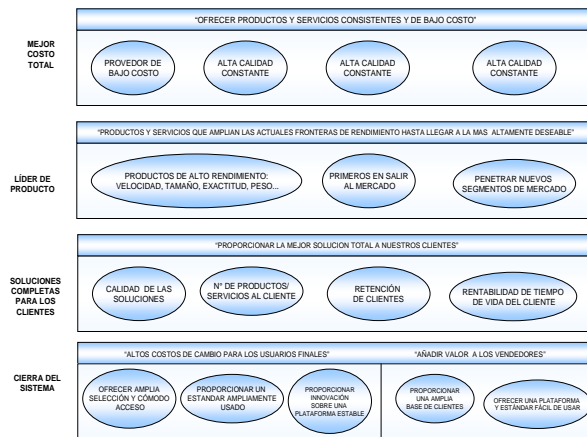 "OFRECER PRODUCTOS Y SERVICIOS CONSISTENTES Y DE BAJO COSTO"
MEJOR
COSTO
TOTAL
PROVEDOR DE
BAJO COSTO
ALTA CALIDAD
CONSTANTE
ALTA CALIDAD
CONSTANTE
ALTA CALIDAD
CONSTANTE
"PRODUCTOS Y SERVICIOS QUE AMPLIAN LAS ACTUALES FRONTERAS DE RENDIMIENTO HASTA LLEGAR A LA MAS ALTAMENTE DESEABLE"
LÍDER DE
PRODUCTO
PRODUCTOS DE ALTO RENDIMIENTO:
VELOCIDAD, TAMAÑO, EXACTITUD, PESO...
PRIMEROS EN SALIR
AL MERCADO
PENETRAR NUEVOS
SEGMENTOS DE MERCADO
"PROPORCIONAR LA MEJOR SOLUCION TOTAL A NUESTROS CLIENTES"
SOLUCIONES
COMPLETAS
PARA LOS
CLIENTES
CALIDAD DE LAS
SOLUCIONES
N° DE PRODUCTOS/
SERVICIOS AL CLIENTE
RETENCIÓN
DE CLIENTES
RENTABILIDAD DE TIEMPO
DE VIDA DEL CLIENTE
"ALTOS COSTOS DE CAMBIO PARA LOS USUARIOS FINALES"
"AÑADIR VALOR A LOS VENDEDORES"
CIERRA DEL
SISTEMA
OFRECER AMPLIA
SELECCIÓN Y CÓMODO
ACCESO
PROPORCIONAR UN
ESTANDAR AMPLIAMENTE
USADO
PROPORCIONAR
INNOVACIÓN
SOBRE UNA
PLATAFORMA ESTABLE
PROPORCIONAR
UNA AMPLIA
BASE DE CLIENTES
OFRECER UNA PLATAFORMA
Y ESTÁNDAR FÁCIL DE USAR